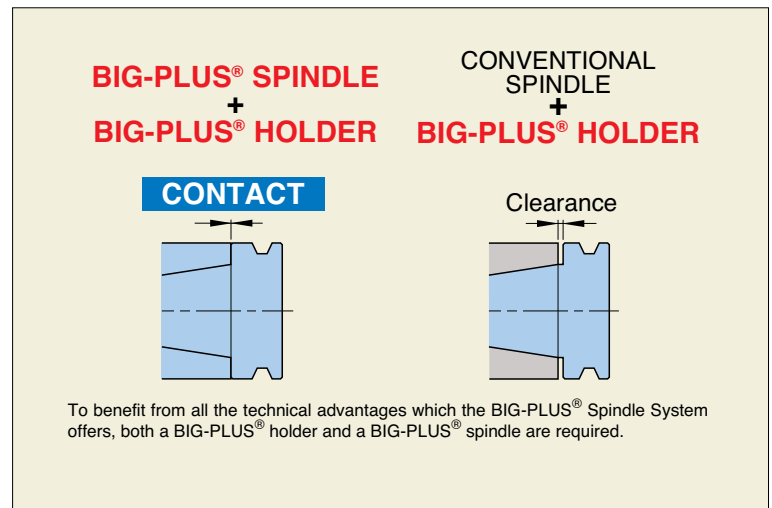 BIG-PLUS® SPINDLE
+
BIG-PLUS® HOLDER
CONTACT
CONVENTIONAL
SPINDLE
+
BIG-PLUS® HOLDER
Clearance
To benefit from all the technical advantages which the BIG-PLUS® Spindle System
offers, both a BIG-PLUS® holder and a BIG-PLUS® spindle are required.